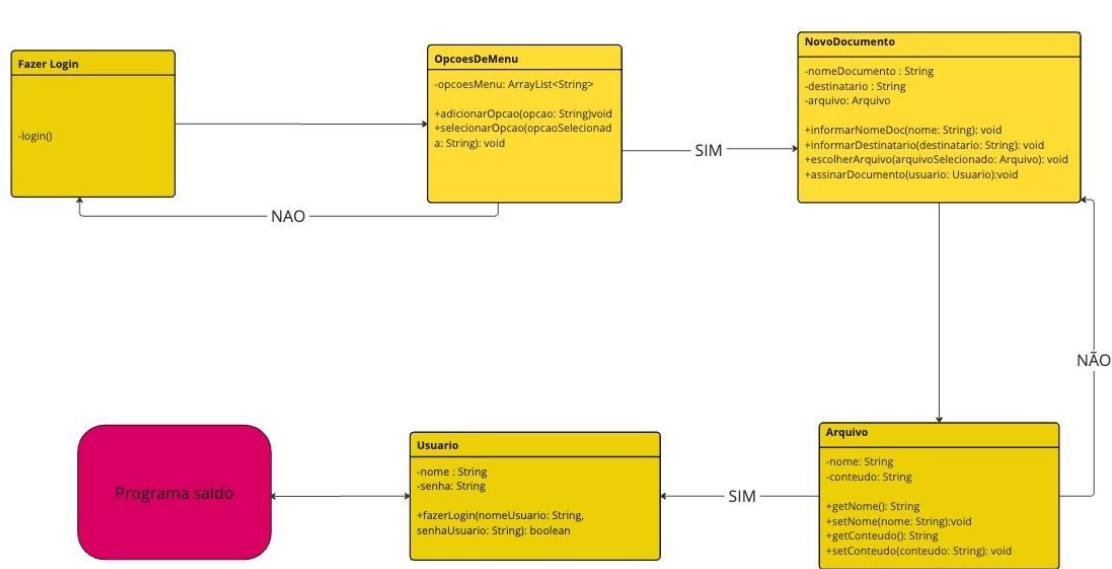 Fazer Login
-login()
OpcoesDeMenu
-opcoesMenu: ArrayList<String>
+adicionarOpcao(opcao: String)void
+selecionarOpcao(opcaoSelecionad
a: String): void
NAO
SIM
NovoDocumento
-nomeDocumento : String
-destinatario : String
-arquivo: Arquivo
+informarNomeDoc(nome: String): void
+informarDestinatario(destinatario: String): void
+escolherArquivo(arquivoSelecionado: Arquivo): void
+assinarDocumento(usuario: Usuario):void
NÃO
Arquivo
-nome: String
-conteudo: String
+getNome(): String
+setNome(nome: String):void
+getConteudo(): String
+setConteudo(conteudo: String): void
SIM
Usuario
-nome : String
-senha: String
+fazerLogin(nomeUsuario: String,
senhaUsuario: String): boolean
Programa saldo